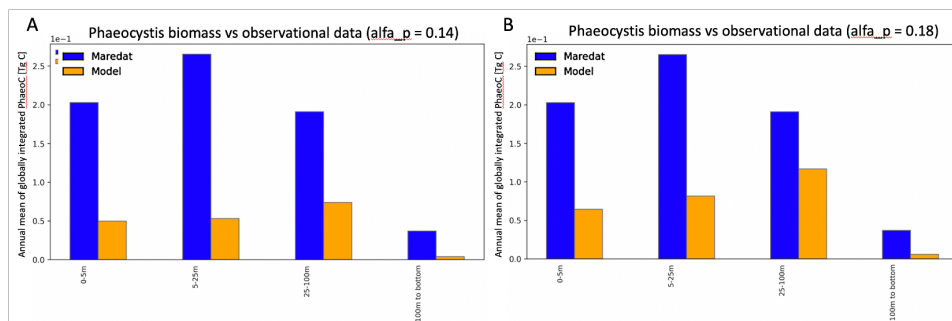 A
Phaeocystis biomass vs observational data (alfa_p = 0.14)
1e−1
Maredat
Model
Annual mean of globally integrated PhaeoC [Tg C]
2.5
2.0
1.5
1.0
0.5
0.0
0-5m
5-25m
25-100m
100m to bottom
B
Phaeocystis biomass vs observational data (alfa_p = 0.18)
1e−1
Maredat
Model
Annual mean of globally integrated PhaeoC [Tg C]
2.5
2.0
1.5
1.0
0.5
0.0
0-5m
5-25m
25-100m
100m to bottom